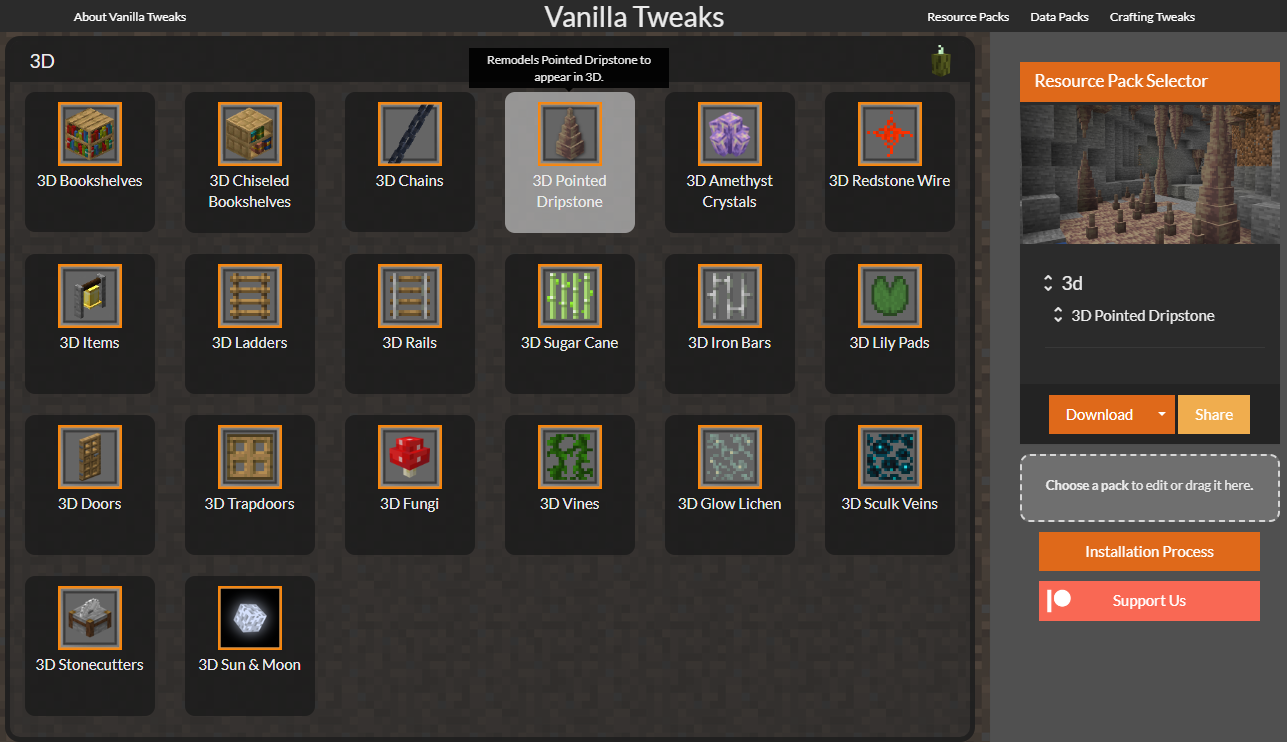 About Vanilla Tweaks
Vanilla Tweaks
Resource Packs
Data Packs
Crafting Tweaks
3D
Remodels Pointed Dripstone to
appear in 3D.
3D Bookshelves
3D Chiseled
Bookshelves
3D Chains
3D Pointed
Dripstone
3D Amethyst
Crystals
3D Redstone Wire
3D Items
3D Ladders
3D Rails
3D Sugar Cane
3D Iron Bars
3D Lily Pads
3D Doors
3D Trapdoors
3D Fungi
3D Vines
3D Glow Lichen
3D Sculk Veins
3D Stonecutters
3D Sun & Moon
Resource Pack Selector
3d
3D Pointed Dripstone
Download
Share
Choose a pack to edit or drag it here.
Installation Process
Support Us